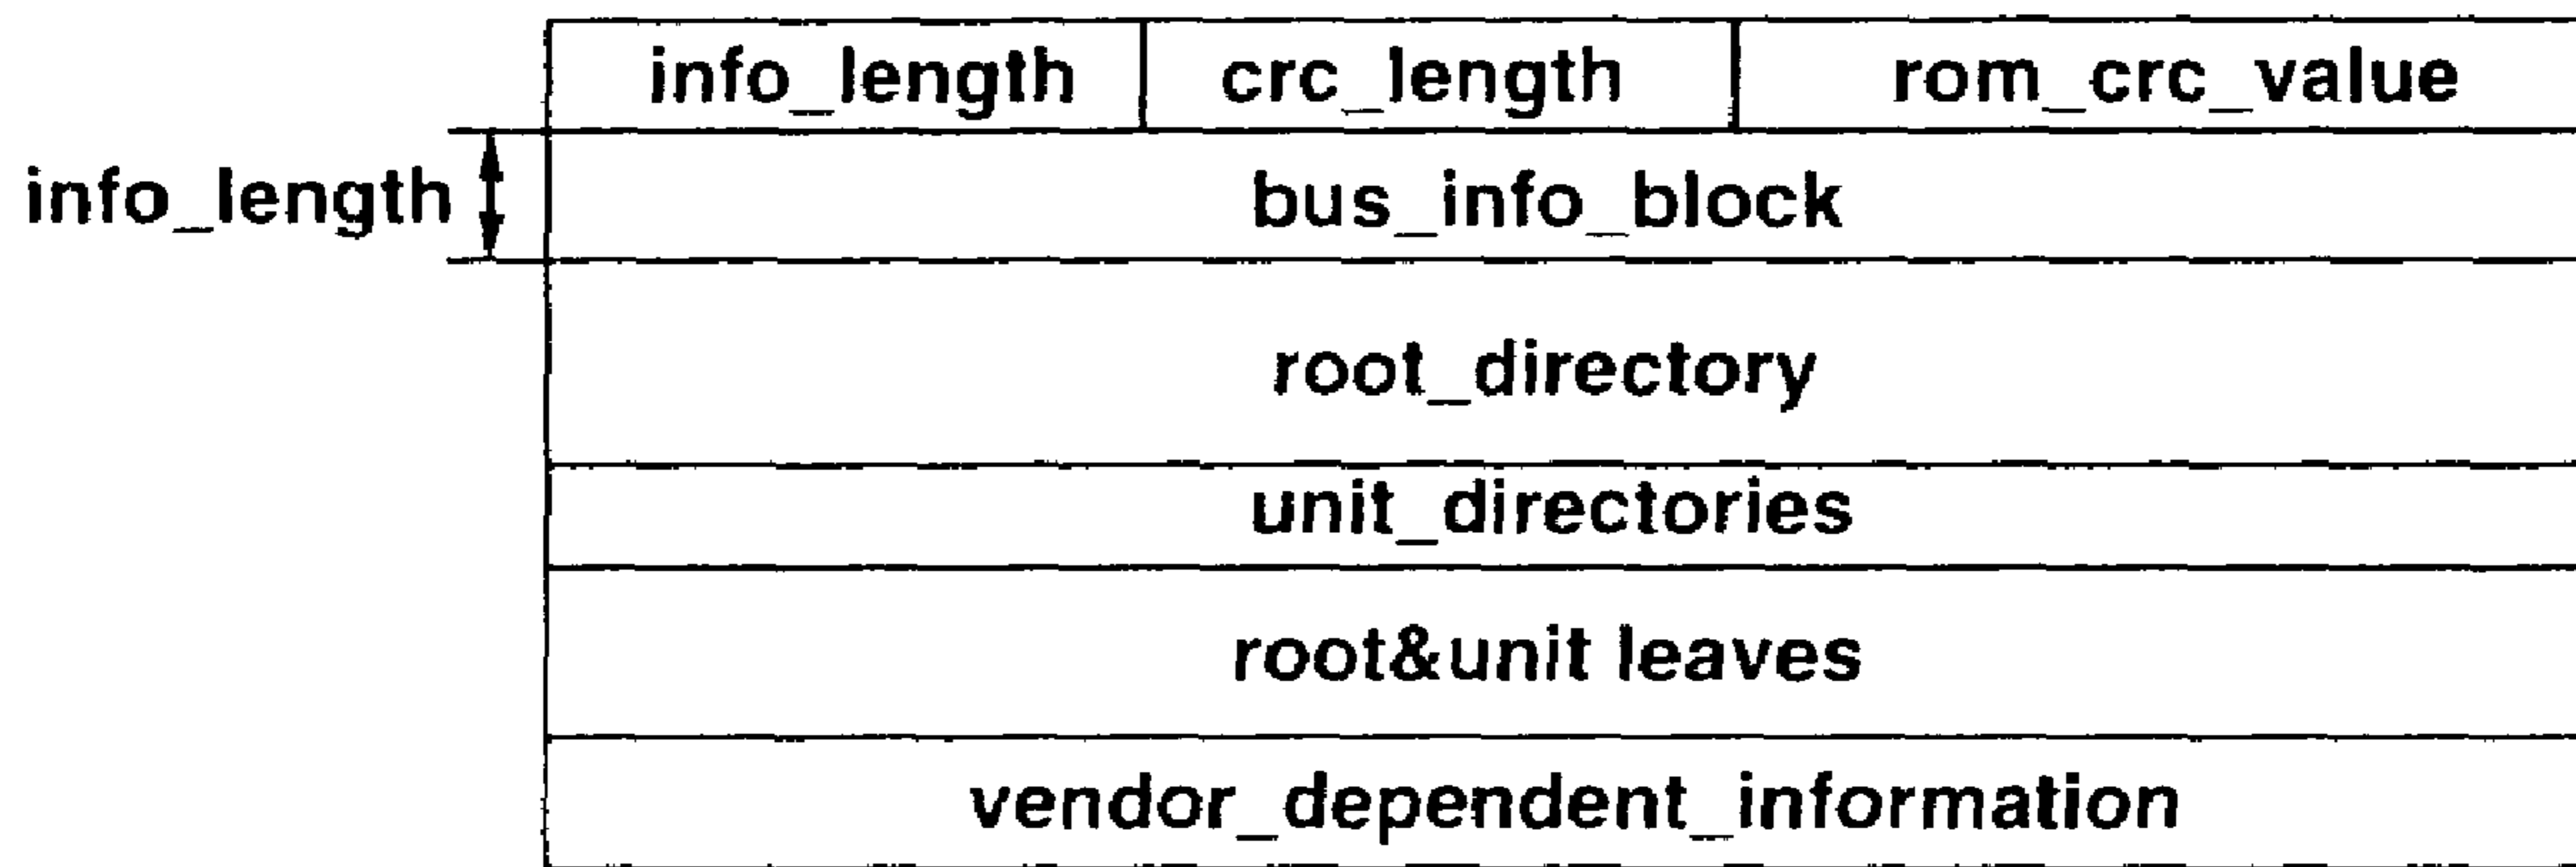 info_length crc_length rom_crc_value
info_length bus_info_block
root_directory
unit_directories
root&unit leaves
vendor_dependent_information